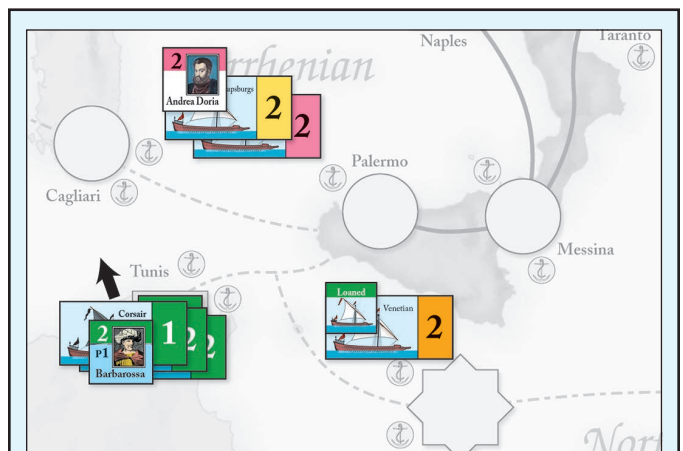 Naples
Taranto
rrhenian
2
Andrea Doria
apsburgs
2
2
Palermo
Cagliari
Messina
Tunis
Loaned
Venetian
2
Corsair
2
P1
Barbarossa
1
2
2
Nort